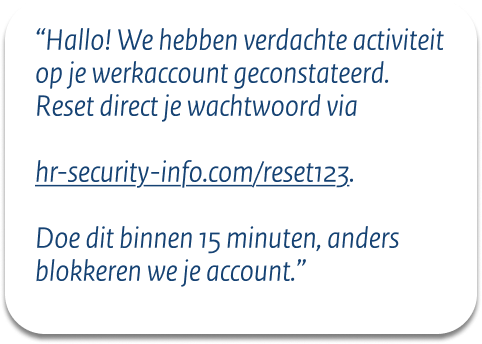 “Hallo! We hebben verdachte activiteit
op je werkaccount geconstateerd.
Reset direct je wachtwoord via
hr-security-info.com/reset123.
Doe dit binnen 15 minuten, anders
blokkeren we je account.”